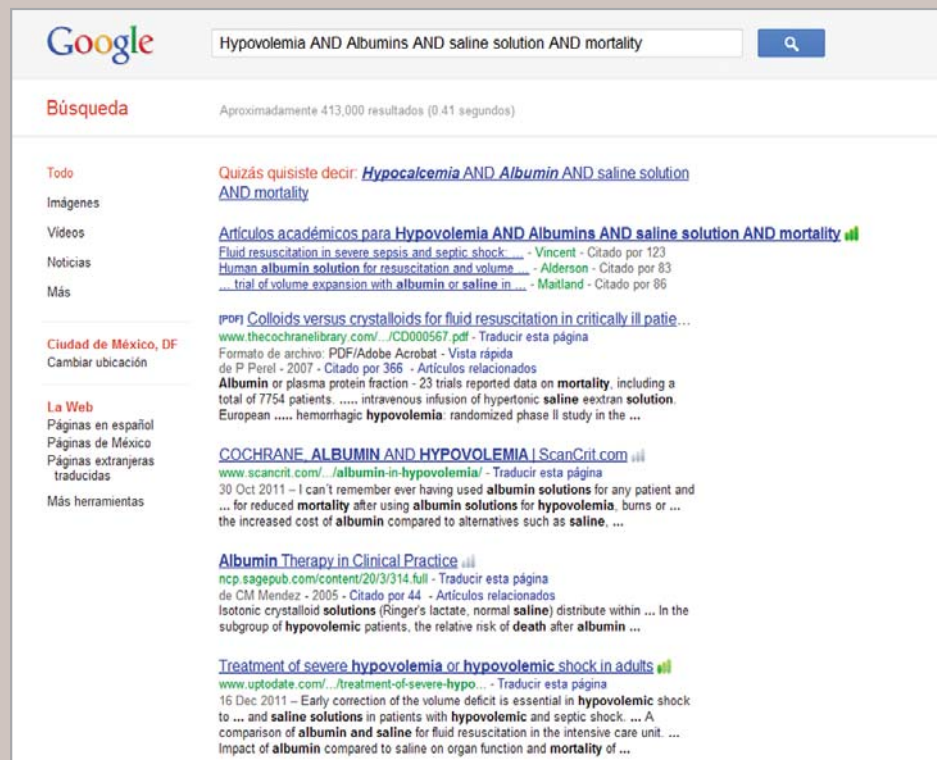 Google
Hypovolemia AND Albumins AND saline solution AND mortality
Búsqueda
Aproximadamente 413,000 resultados (0.41 segundos)
Todo
Imágenes
Vídeos
Noticias
Más
Ciudad de México, DF
Cambiar ubicación
La Web
Páginas en español
Páginas de México
Páginas extranjeras
traducidas
Más herramientas
Quizás quisiste decir: Hypocalcemia AND Albumin AND saline solution
AND mortality
Artículos académicos para Hypovolemia AND Albumins AND saline solution AND mortality
Fluid resuscitation in severe sepsis and septic shock: ... - Vincent - Citado por 123
Human albumin solution for resuscitation and volume ... - Alderson - Citado por 83
... trial of volume expansion with albumin or saline in ... - Maitland - Citado por 86
[PDF] Colloids versus crystalloids for fluid resuscitation in critically ill patie...
www.thecochranelibrary.com/.../CD000567.pdf - Traducir esta página
Formato de archivo: PDF/Adobe Acrobat - Vista rápida
de P Perel - 2007 - Citado por 366 - Artículos relacionados
Albumin or plasma protein fraction - 23 trials reported data on mortality, including a
total of 7754 patients. ..... intravenous infusion of hypertonic saline eextran solution.
European ..... hemorrhagic hypovolemia: randomized phase II study in the ...
COCHRANE, ALBUMIN AND HYPOVOLEMIA | ScanCrit.com
www.scancrit.com/.../albumin-in-hypovolemia/ - Traducir esta página
30 Oct 2011 – I can't remember ever having used albumin solutions for any patient and
... for reduced mortality after using albumin solutions for hypovolemia, burns or ...
the increased cost of albumin compared to alternatives such as saline, ...
Albumin Therapy in Clinical Practice
ncp.sagepub.com/content/20/3/314.full - Traducir esta página
de CM Mendez - 2005 - Citado por 44 - Artículos relacionados
Isotonic crystalloid solutions (Ringer's lactate, normal saline) distribute within ... In the
subgroup of hypovolemic patients, the relative risk of death after albumin ...
Treatment of severe hypovolemia or hypovolemic shock in adults
www.uptodate.com/.../treatment-of-severe-hypo... - Traducir esta página
16 Dec 2011 – Early correction of the volume deficit is essential in hypovolemic shock
to ... and saline solutions in patients with hypovolemic and septic shock. ... A
comparison of albumin and saline for fluid resuscitation in the intensive care unit. ...
Impact of albumin compared to saline on organ function and mortality of ...